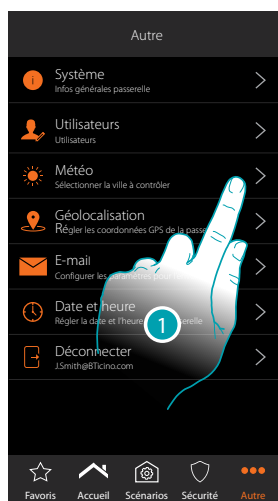 Autre
Système
Infos générales passerelle
Utilisateurs
Utilisateurs
Météo
Sélectionner la ville à contrôler
Géolocalisation
Régler les coordonnées GPS de la passe
E-mail
Configurer les paramètres pour
Date et heure
Régler la date et l'heure erelle
1
Déconnecter
J.Smith@BTicino.com
Favoris Accueil Scénarios Sécurité Autre